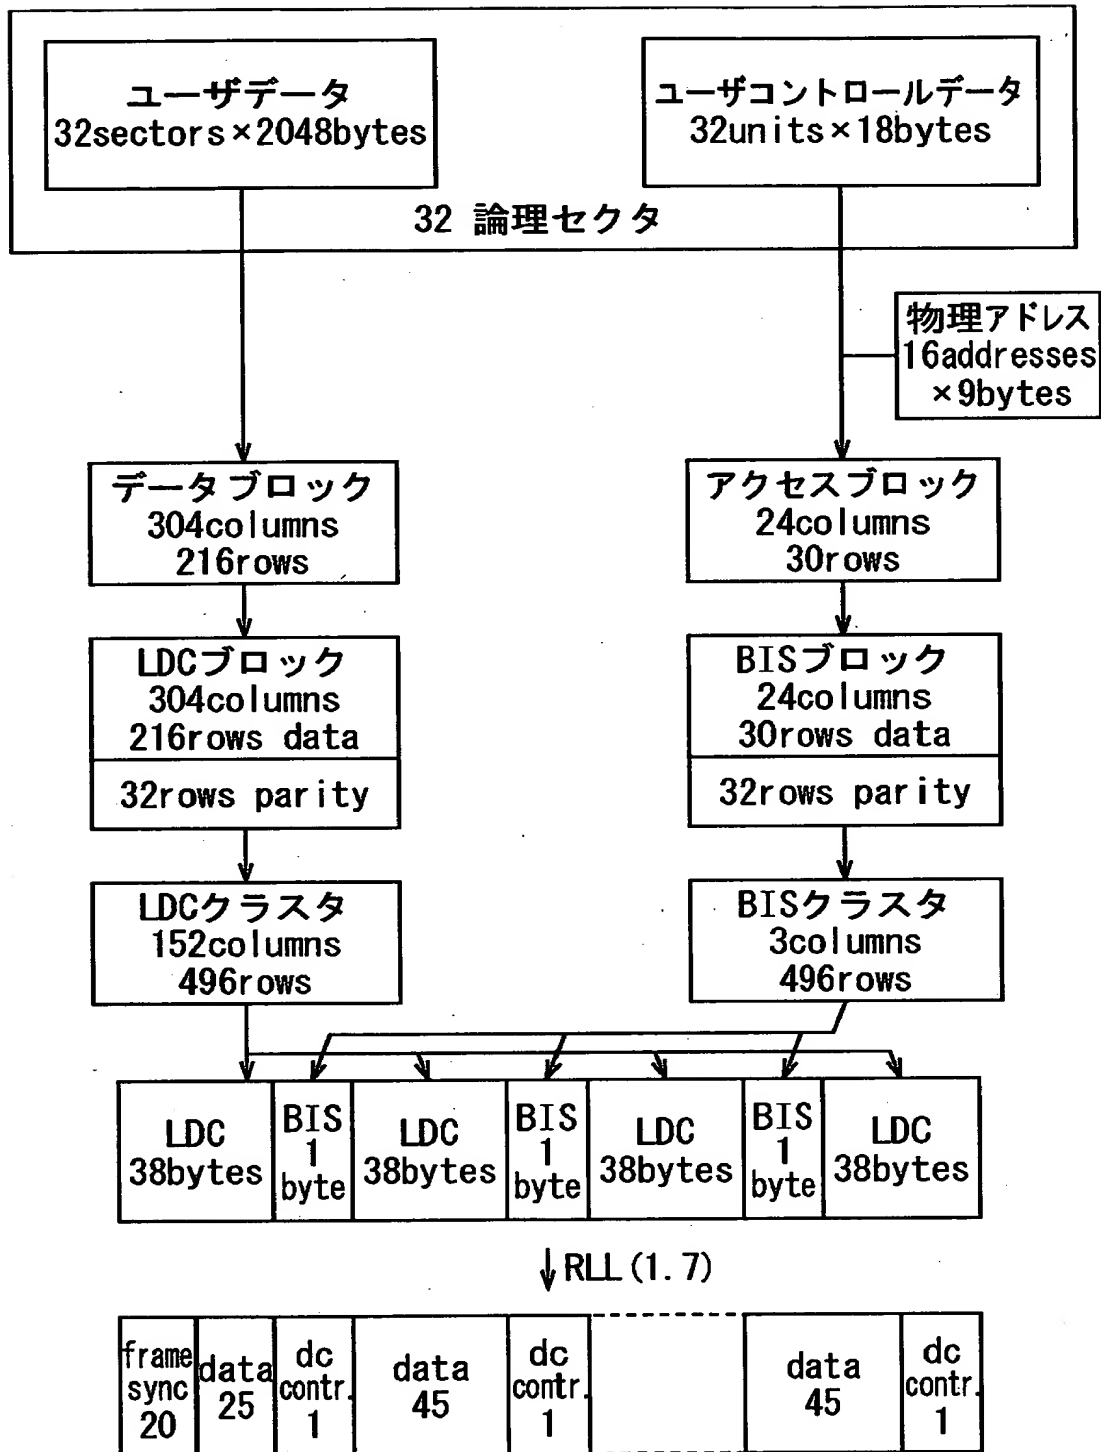 ユーザデータ
32sectors×2048bytes
ユーザコントロールデータ
32units×18bytes
32 論理セクタ
物理アドレス
16addresses
×9bytes
データブロック
304columns
216rows
アクセスブロック
24columns
30rows
LDCブロック
304columns
216rows data
32rows parity
BISブロック
24columns
30rows data
32rows parity
LDCクラスタ
152columns
496rows
BISクラスタ
3columns
496rows
LDC
38bytes
BIS
1
byte
LDC
38bytes
BIS
1
byte
LDC
38bytes
BIS
1
byte
LDC
38bytes
RLL(1.7)
frame
sync
20
data
25
dc
contr.
1
data
45
dc
contr.
1
data
45
dc
contr.
1